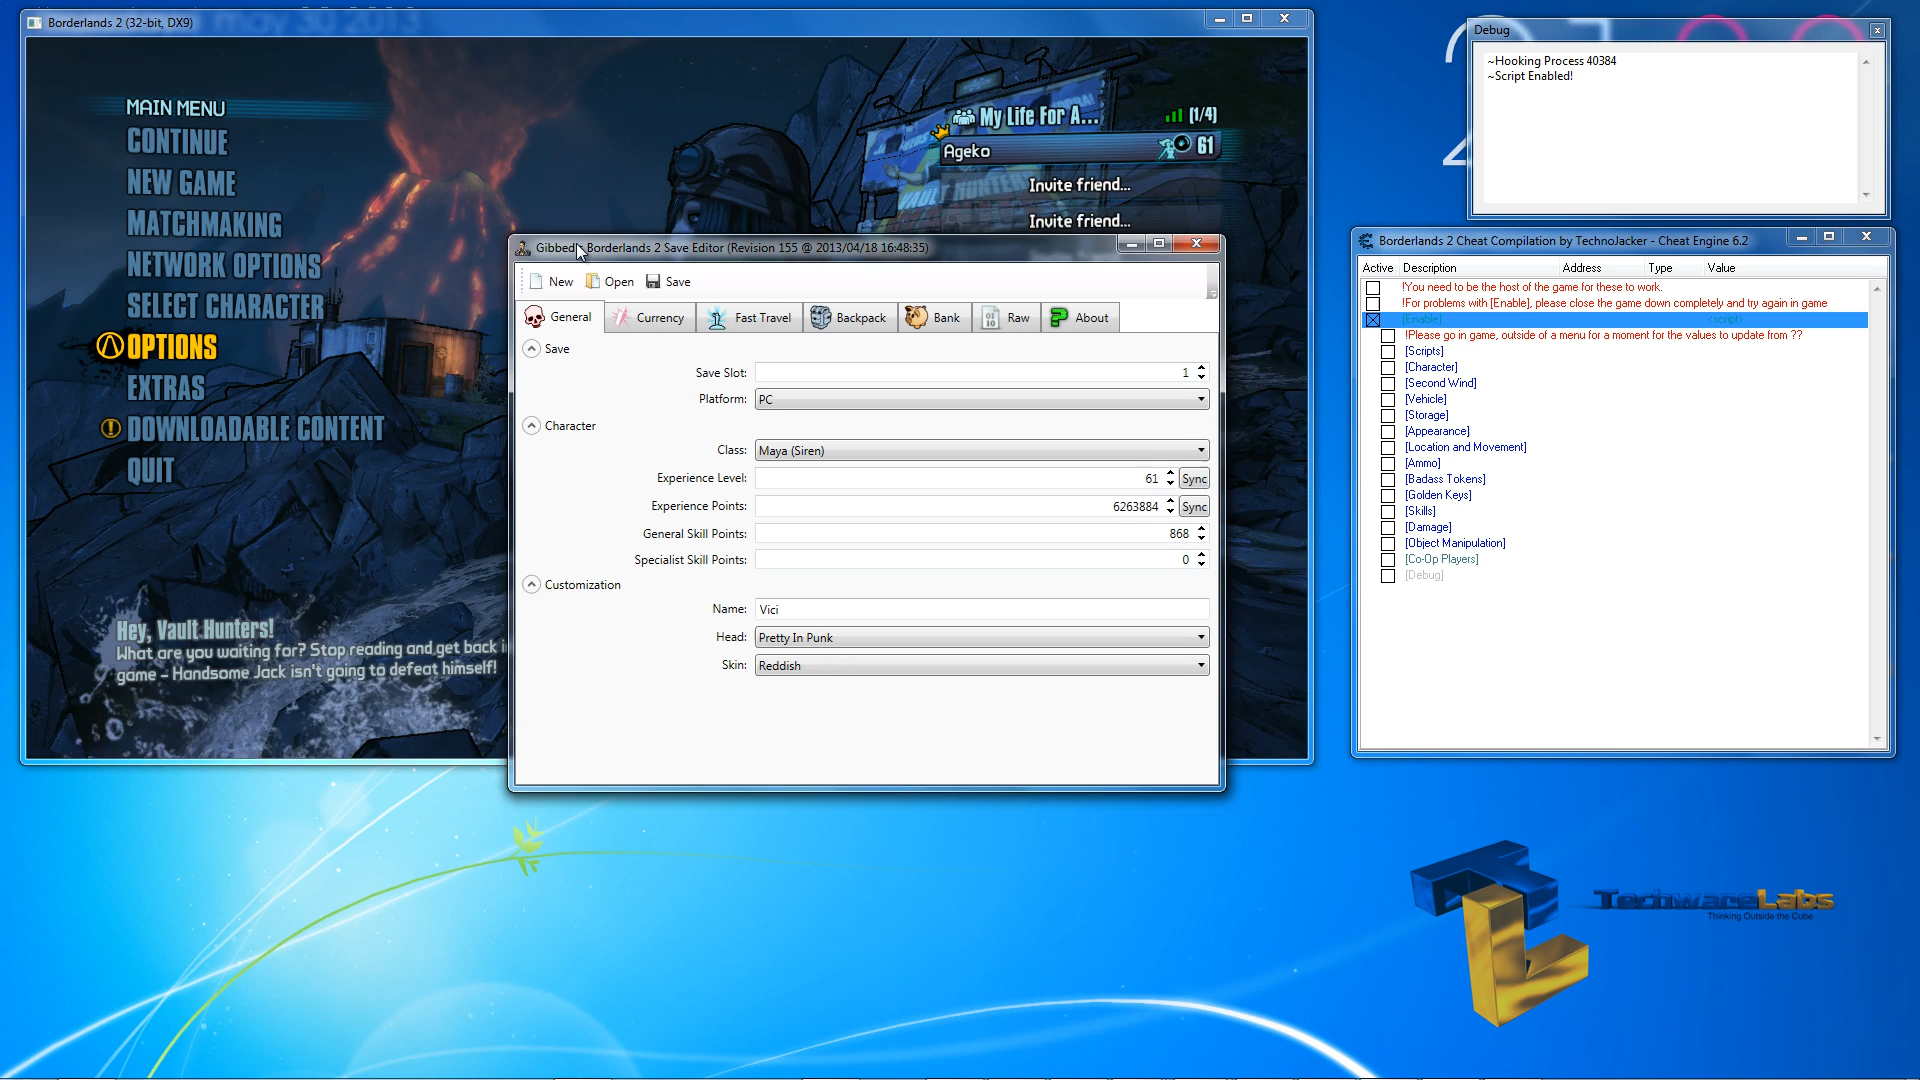 Borderlands 2 (32-bit, DX9)
may 30 2013
MAIN MENU
CONTINUE
NEW GAME
MATCHMAKING
NETWORK OPTIONS
SELECT CHARACTER
OPTIONS
EXTRAS
DOWNLOADABLE CONTENT
QUIT
Hey, Vault Hunters!
What are you waiting for? Stop reading and get back i
game - Handsome Jack isn't going to defeat himself!
My Life For A... (1/4)
Ageko 61
Invite friend...
Invite friend...
Gibbed Borderlands 2 Save Editor (Revision 155 @ 2013/04/18 16:48:35)
New Open Save
General Currency Fast Travel Backpack Bank Raw About
Save
Save Slot: 1
Platform: PC
Character
Class: Maya (Siren)
Experience Level: 61 Sync
Experience Points: 6263884 Sync
General Skill Points: 868
Specialist Skill Points: 0
Customization
Name: Vici
Head: Pretty In Punk
Skin: Reddish
Debug
~Hooking Process 40384
~Script Enabled!
Borderlands 2 Cheat Compilation by TechnoJacker - Cheat Engine 6.2
Active Description Address Type Value
!You need to be the host of the game for these to work.
!For problems with [Enable], please close the game down completely and try again in game
[Enable] <script>
!Please go in game, outside of a menu for a moment for the values to update from ??
[Scripts]
[Character]
[Second Wind]
[Vehicle]
[Storage]
[Appearance]
[Location and Movement]
[Ammo]
[Badass Tokens]
[Golden Keys]
[Skills]
[Damage]
[Object Manipulation]
[Co-Op Players]
[Debug]
TechwareLabs
Thinking Outside the Cube